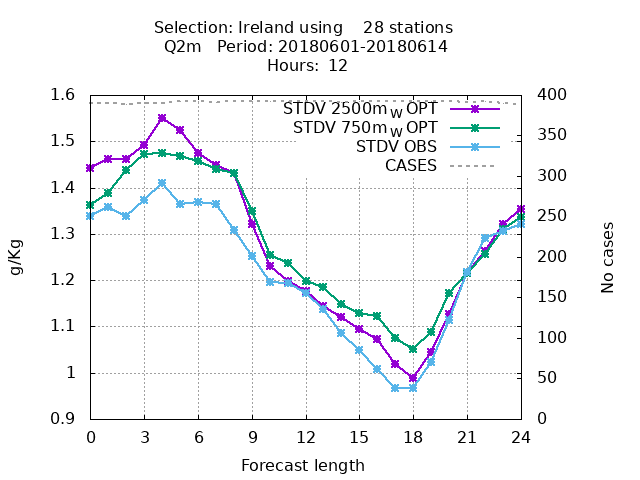 Selection: Ireland using    28 stations
Q2m   Period: 20180601-20180614
Hours: 12
STDV 2500m_W OPT
STDV 750m_W OPT
STDV OBS
CASES
1.6
1.5
1.4
1.3
1.2
1.1
1
0.9
400
350
300
250
200
150
100
50
0
0 3 6 9 12 15 18 21 24
g/Kg
No cases
Forecast length